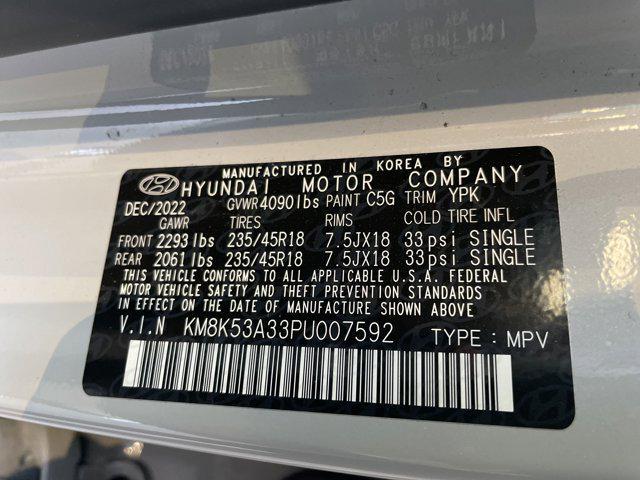 MANUFACTURED IN KOREA BY
HYUNDAI MOTOR COMPANY
DEC/2022 GVWR4090lbs PAINT C5G TRIM YPK
GAWR TIRES RIMS COLD TIRE INFL
FRONT 2293lbs 235/45R18 7.5JX18 33psi SINGLE
REAR 2061lbs 235/45R18 7.5JX18 33psi SINGLE
THIS VEHICLE CONFORMS TO ALL APPLICABLE U.S.A. FEDERAL
MOTOR VEHICLE SAFETY AND THEFT PREVENTION STANDARDS
IN EFFECT ON THE DATE OF MANUFACTURE SHOWN ABOVE
V.I.N KM8K53A33PU007592 TYPE : MPV